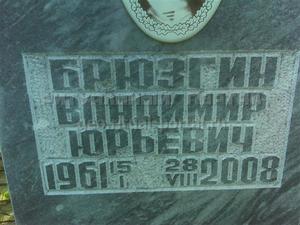 БРЮЗГИН
ВЛАДИМИР
ЮРЬЕВИЧ
1961 15/I 28/VIII 2008